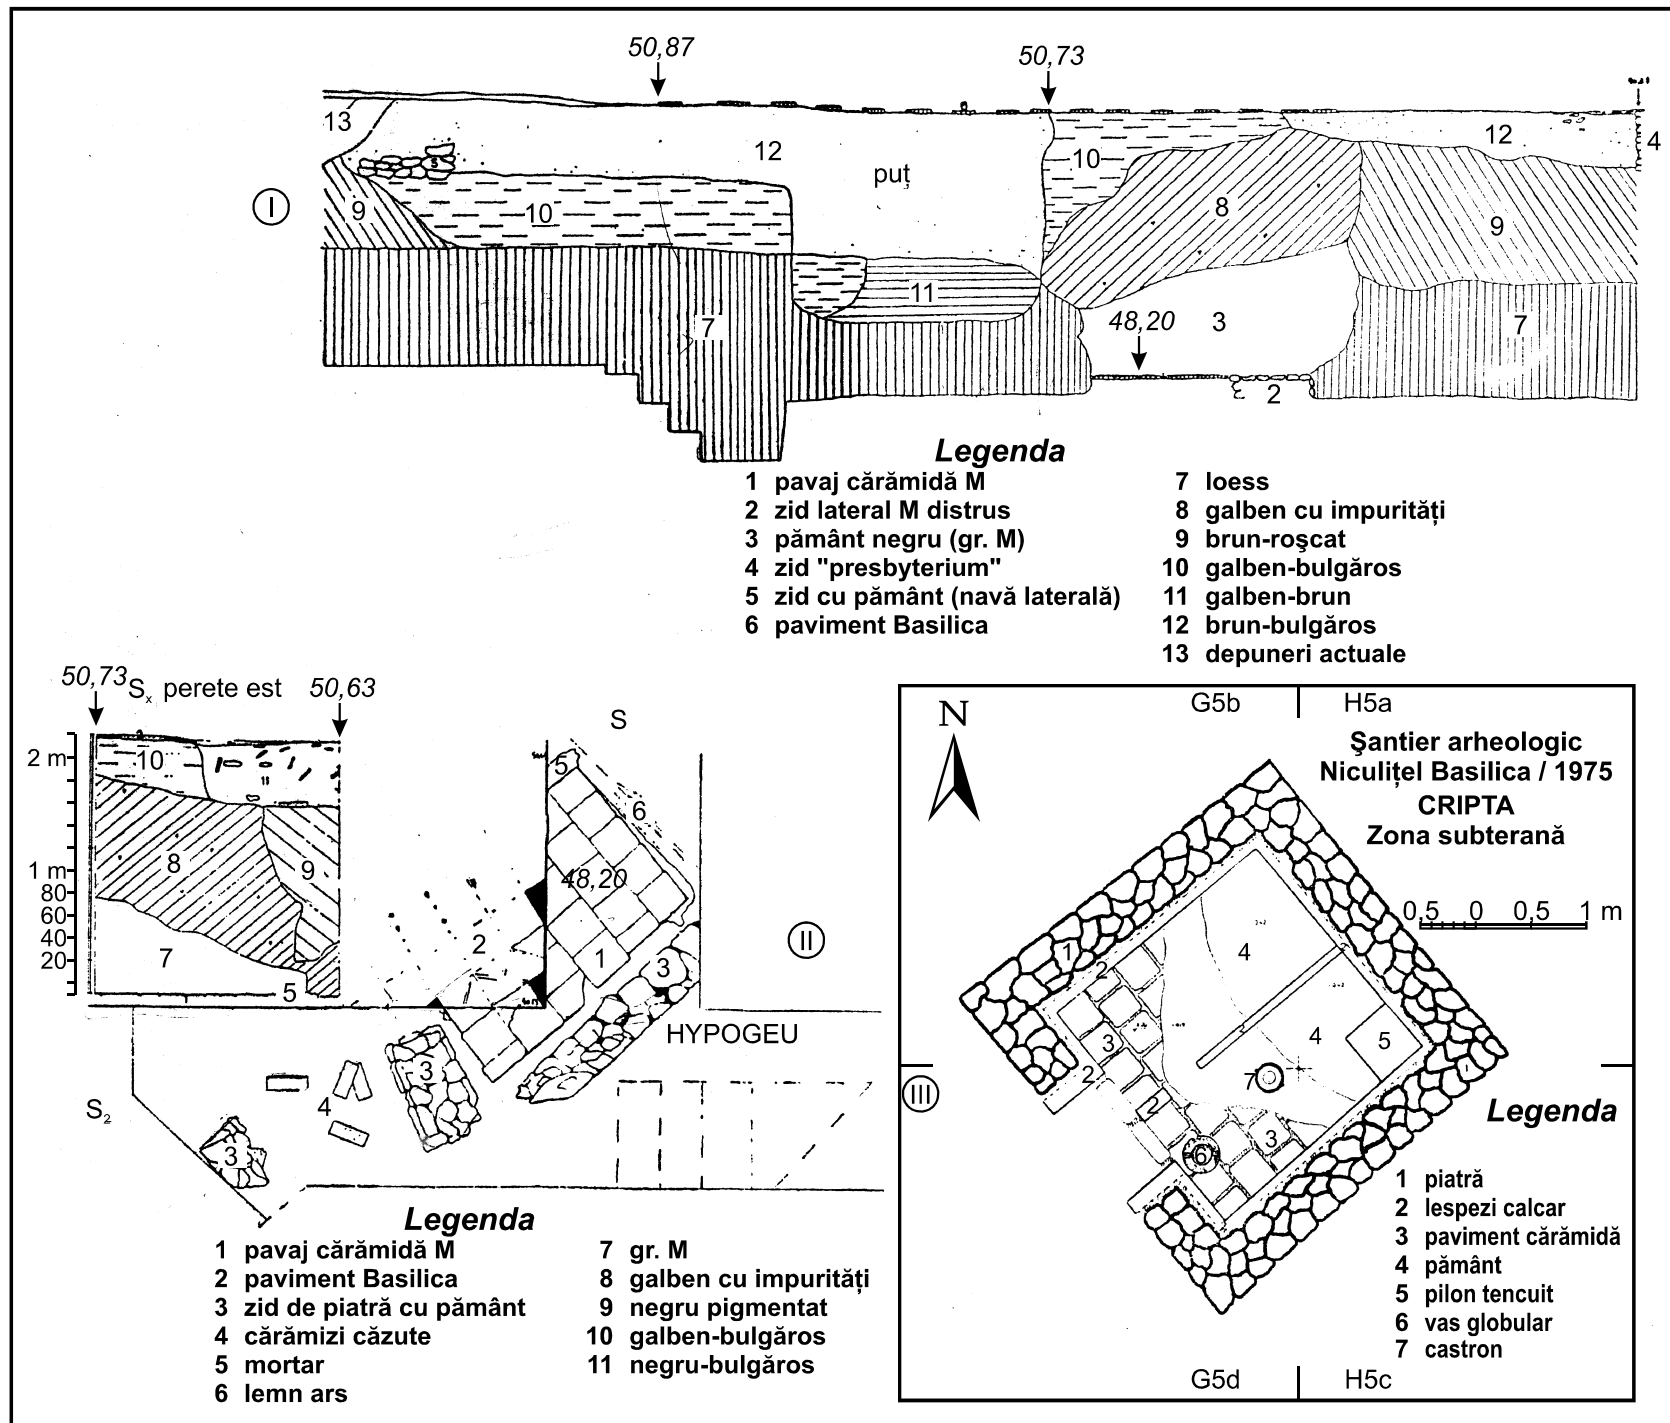 50,87
50,73
13
12
12
4
5
10
puț
I
9
10
8
9
11
7
48,20
3
7
2
Legenda
1 pavaj cărămidă M
2 zid lateral M distrus
3 pământ negru (gr. M)
4 zid "presbyterium"
5 zid cu pământ (navă laterală)
6 paviment Basilica
7 loess
8 galben cu impurități
9 brun-roşcat
10 galben-bulgăros
11 galben-brun
12 brun-bulgăros
13 depuneri actuale
50,73
Sx perete est
50,63
S
2 m
10
11
5
6
8
9
1 m
80
60
40
20
48,20
7
2
1
3
II
5
HYPOGEU
3
S2
4
3
Legenda
1 pavaj cărămidă M
2 paviment Basilica
3 zid de piatră cu pământ
4 cărămizi căzute
5 mortar
6 lemn ars
7 gr. M
8 galben cu impurități
9 negru pigmentat
10 galben-bulgăros
11 negru-bulgăros
G5b
H5a
N
Şantier arheologic
Niculițel Basilica / 1975
CRIPTA
Zona subterană
0,5 0 0,5 1 m
1
2
4
3
4
5
2
7
III
2
3
6
Legenda
1 piatră
2 lespezi calcar
3 paviment cărămidă
4 pământ
5 pilon tencuit
6 vas globular
7 castron
G5d
H5c